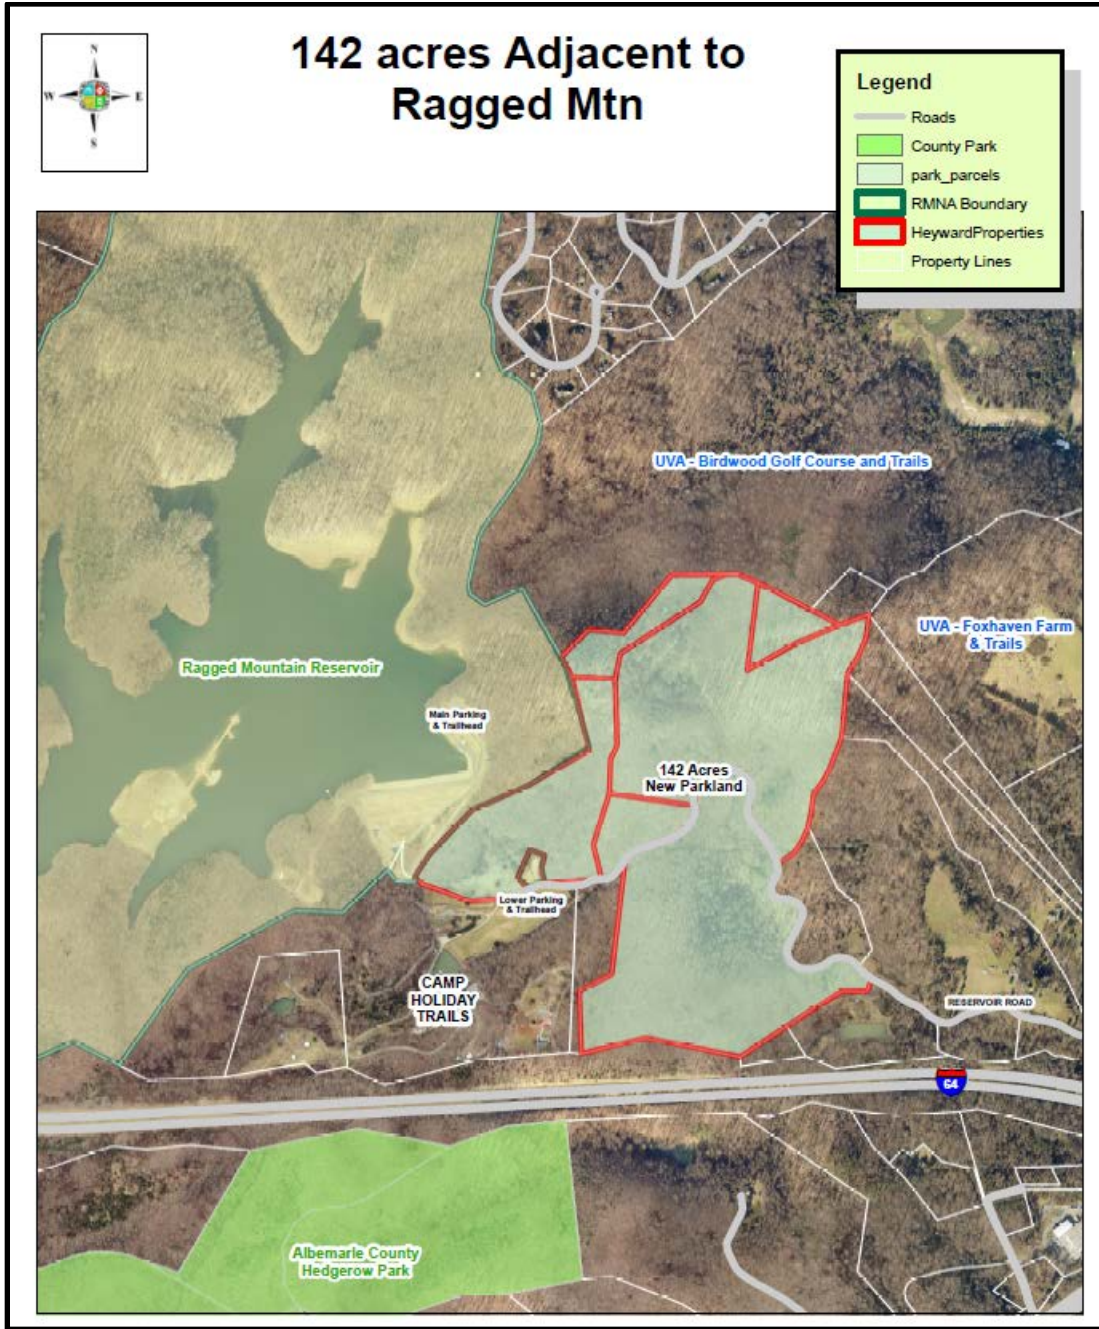 142 acres Adjacent to
Ragged Mtn
N
W
E
S
Legend
Roads
County Park
park_parcels
RMNA Boundary
HeywardProperties
Property Lines
UVA - Birdwood Golf Course and Trails
UVA - Foxhaven Farm
& Trails
Ragged Mountain Reservoir
Main Parking
& Trailhead
142 Acres
New Parkland
Lower Parking
& Trailhead
CAMP
HOLIDAY
TRAILS
RESERVOIR ROAD
64
Albemarle County
Hedgerow Park